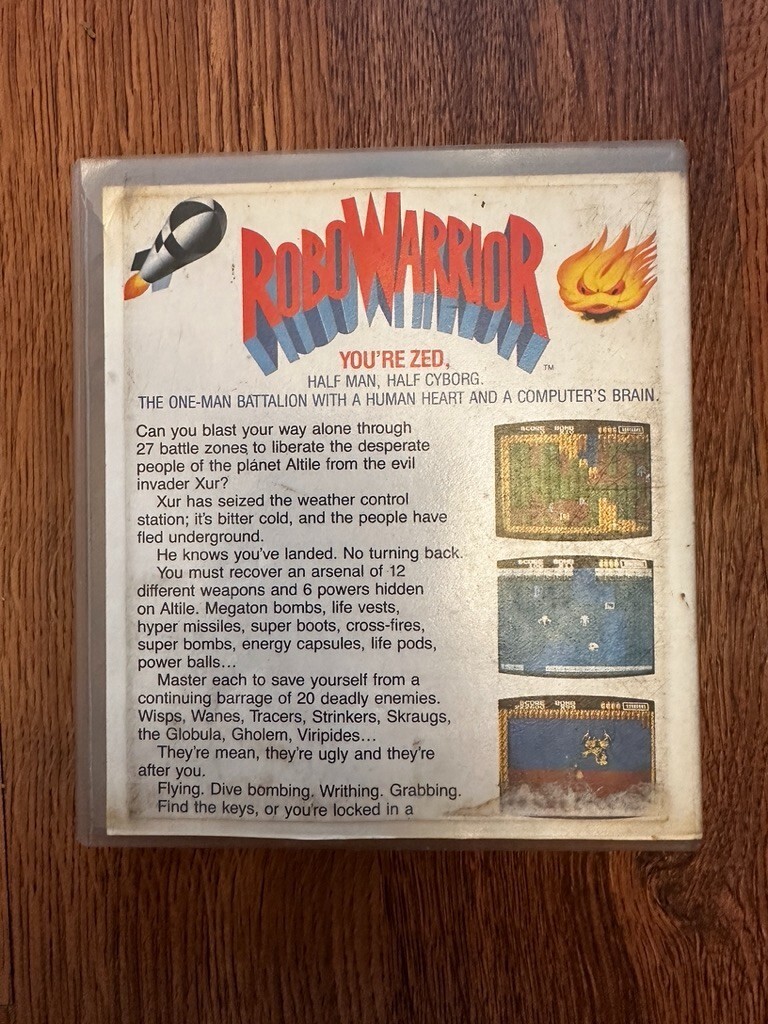 ROBOWARRIOR
YOU'RE ZED,
TM
HALF MAN, HALF CYBORG.
THE ONE-MAN BATTALION WITH A HUMAN HEART AND A COMPUTER'S BRAIN.
Can you blast your way alone through
27 battle zones to liberate the desperate
people of the planet Altile from the evil
invader Xur?
Xur has seized the weather control
station; it's bitter cold, and the people have
fled underground.
He knows you've landed. No turning back.
You must recover an arsenal of 12
different weapons and 6 powers hidden
on Altile. Megaton bombs, life vests,
hyper missiles, super boots, cross-fires,
super bombs, energy capsules, life pods,
power balls...
Master each to save yourself from a
continuing barrage of 20 deadly enemies.
Wisps, Wanes, Tracers, Strinkers, Skraugs,
the Globula, Gholem, Viripides...
They're mean, they're ugly and they're
after you.
Flying. Dive bombing. Writhing. Grabbing.
Find the keys, or you're locked in a
SCORE BOMB